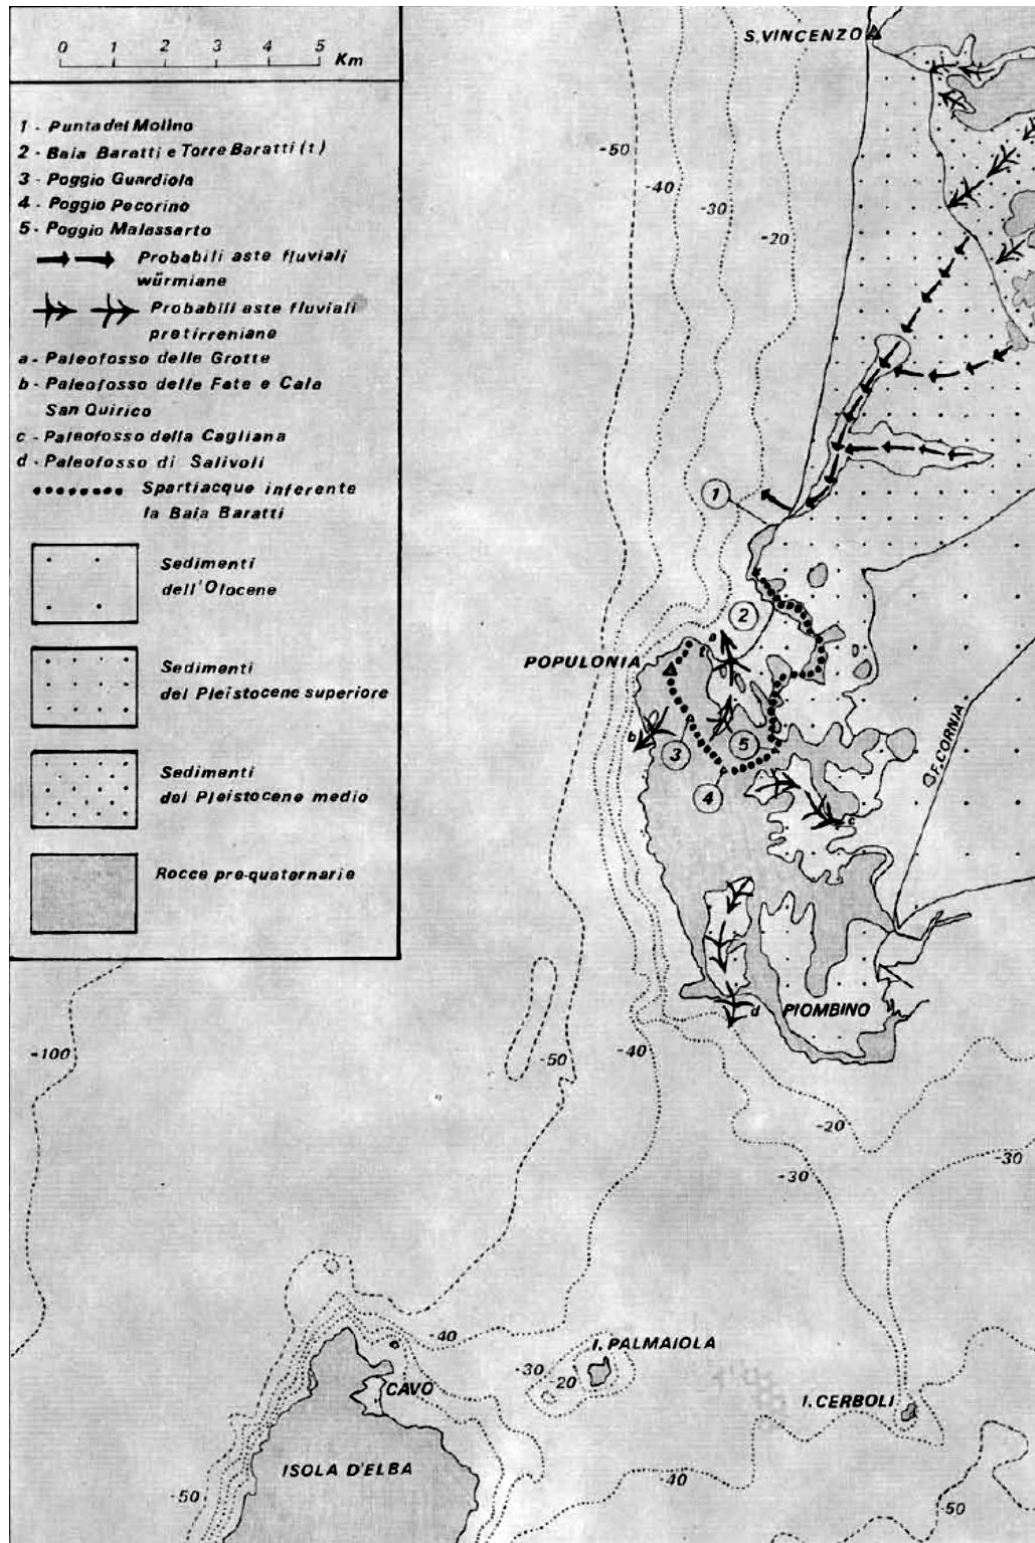 0 1 2 3 4 5 Km
1 - Punta del Molino
2 - Baia Baratti e Torre Baratti (t)
3 - Poggio Guardiola
4 - Poggio Pecorino
5 - Poggio Malassarto
Probabili aste fluviali
würmiane
Probabili aste fluviali
pretirreniane
a - Paleofosso delle Grotte
b - Paleofosso delle Fate e Cala
San Quirico
c - Paleofosso della Cagliana
d - Paleofosso di Salivoli
Spartiacque inferente
la Baia Baratti
Sedimenti
dell'Olocene
Sedimenti
del Pleistocene superiore
Sedimenti
del Pleistocene medio
Rocce pre-quaternarie
S. VINCENZO
-50
-40
-30
-20
1
2
POPULONIA
t
a
b
3
5
4
c
F. CORNIA
d
PIOMBINO
-100
-50
-40
-20
-30
-30
-40
I. PALMAIOLA
-30
-20
CAVO
I. CERBOLI
ISOLA D'ELBA
-50
-40
-50